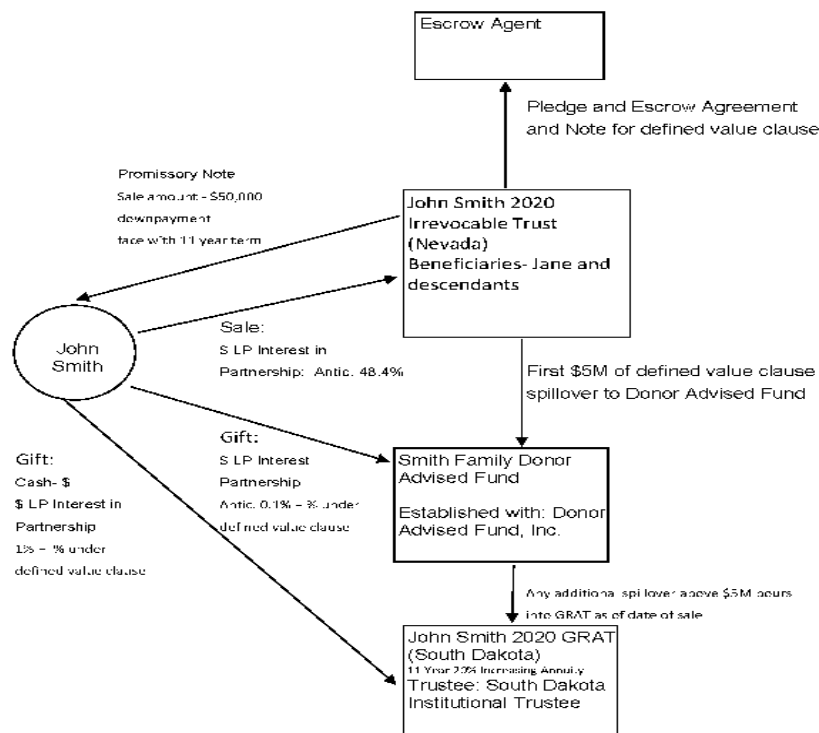 Escrow Agent
Pledge and Escrow Agreement
and Note for defined value clause
Promissory Note
Sale amount - $50,000
downpayment
face with 11 year term
John Smith 2020
Irrevocable Trust
(Nevada)
Beneficiaries- Jane and
descendants
John
Smith
Sale:
$ LP Interest in
Partnership: Antic. 48.4%
First $5M of defined value clause
spillover to Donor Advised Fund
Gift:
$ LP Interest
Partnership
Antic. 0.1% - % under
defined value clause
Gift:
Cash- $
$ LP Interest in
Partnership
1% - % under
defined value clause
Smith Family Donor
Advised Fund
Established with: Donor
Advised Fund, Inc.
Any additional spillover above $5M pours
into GRAT as of date of sale
John Smith 2020 GRAT
(South Dakota)
11 Year 20% Increasing Annuity
Trustee: South Dakota
Institutional Trustee